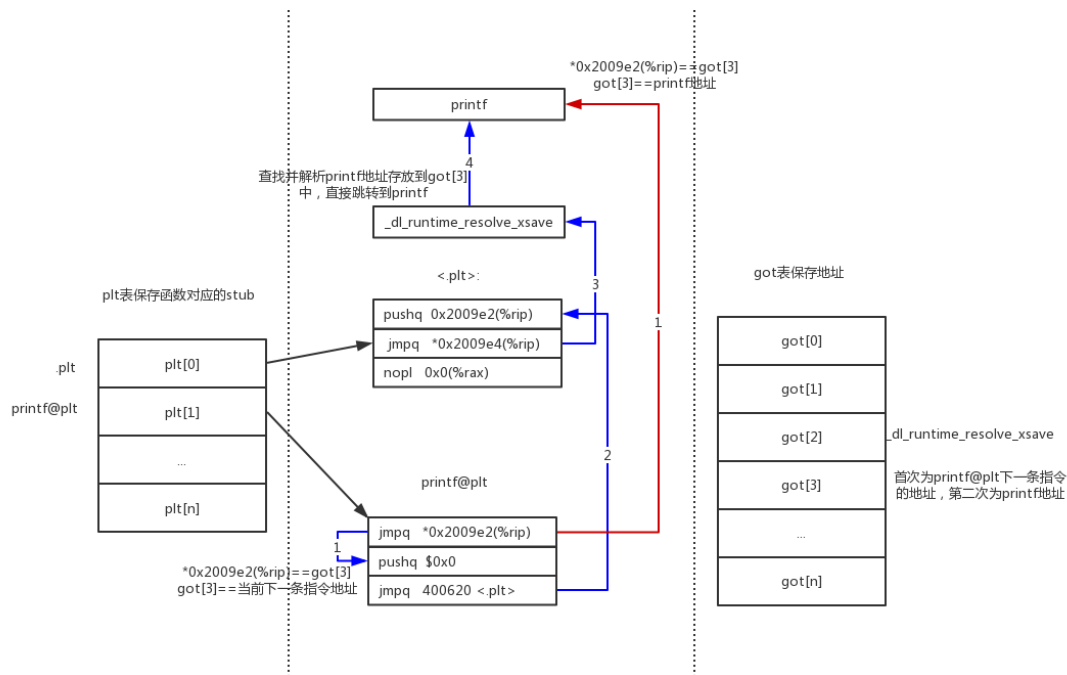 *0x2009e2(%rip)==got[3]
got[3]==printf地址
printf
4
查找并解析printf地址存放到got[3]
中，直接跳转到printf
_dl_runtime_resolve_xsave
<.plt>:
3
got表保存地址
plt表保存函数对应的stub
pushq 0x2009e2(%rip)
jmpq *0x2009e4(%rip)
nopl 0x0(%rax)
1
.plt
plt[0]
printf@plt
plt[1]
...
plt[n]
got[0]
got[1]
got[2]
_dl_runtime_resolve_xsave
got[3]
首次为printf@plt下一条指令
的地址，第二次为printf地址
...
got[n]
2
printf@plt
jmpq *0x2009e2(%rip)
1
pushq $0x0
jmpq 400620 <.plt>
*0x2009e2(%rip)==got[3]
got[3]==当前下一条指令地址